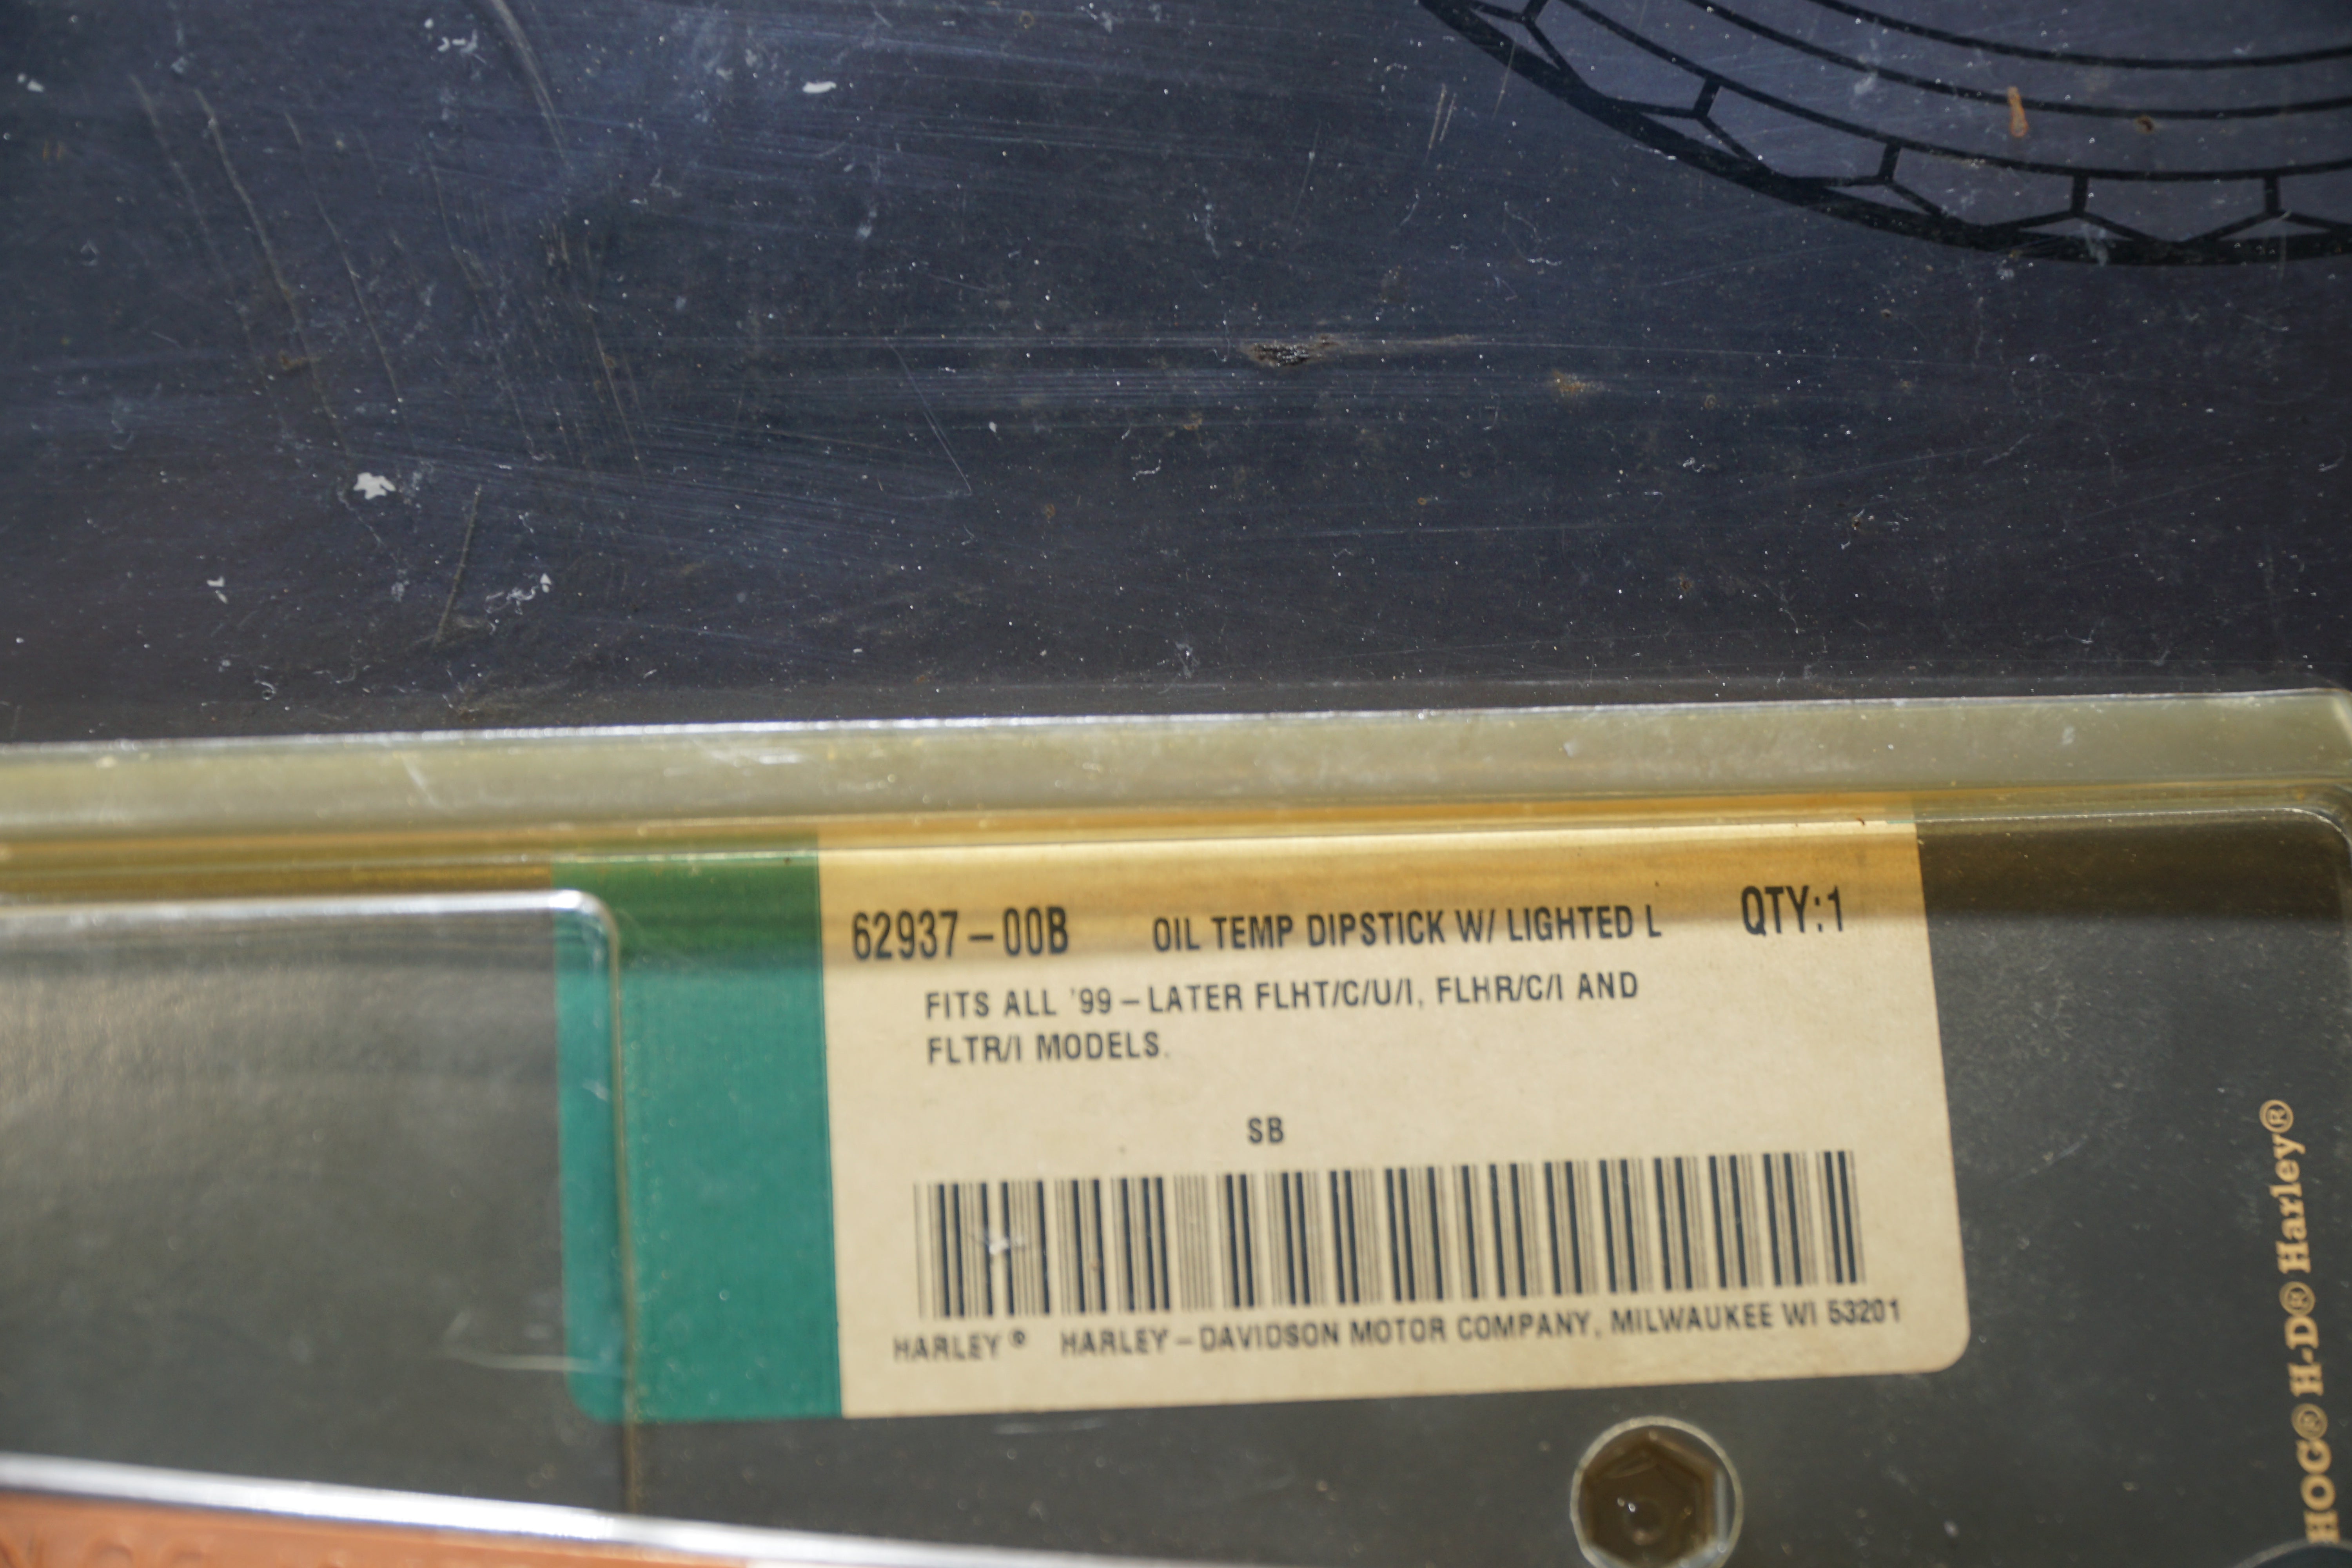 62937-00B OIL TEMP DIPSTICK W/ LIGHTED L QTY:1
FITS ALL '99-LATER FLHT/C/U/I, FLHR/C/I AND
FLTR/I MODELS.
SB
HARLEY® HARLEY-DAVIDSON MOTOR COMPANY, MILWAUKEE WI 53201
HOG® H-D® Harley®